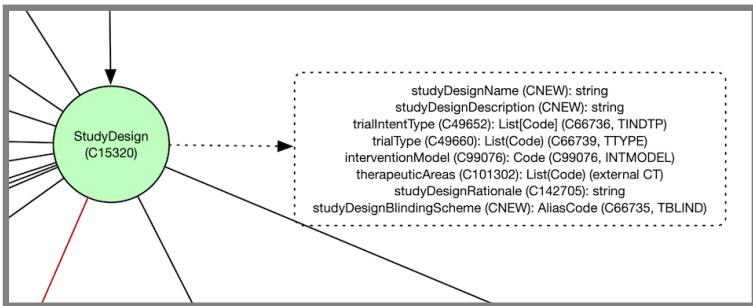 StudyDesign
(C15320)
studyDesignName (CNEW): string
studyDesignDescription (CNEW): string
trialIntentType (C49652): List[Code] (C66736, TINDTP)
trialType (C49660): List(Code) (C66739, TTYPE)
interventionModel (C99076): Code (C99076, INTMODEL)
therapeuticAreas (C101302): List(Code) (external CT)
studyDesignRationale (C142705): string
studyDesignBlindingScheme (CNEW): AliasCode (C66735, TBLIND)